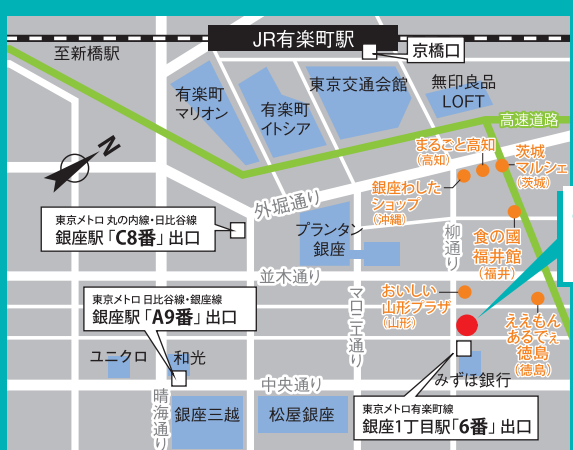 JR有楽町駅
京橋口
至新橋駅
有楽町
マリオン
有楽町
イトシア
東京交通会館
無印良品
LOFT
高速道路
まるごと高知
(高知)
茨城
マルシェ
(茨城)
銀座わした
ショップ
(沖縄)
外堀通り
東京メトロ 丸の内線・日比谷線
銀座駅「C8番」出口
N
プランタン
銀座
柳通り
食の國
福井館
(福井)
並木通り
東京メトロ 日比谷線・銀座線
銀座駅「A9番」出口
マロニエ通り
おいしい
山形プラザ
(山形)
ええもん
あるでぇ
徳島
(徳島)
ユニクロ
和光
みずほ銀行
中央通り
晴海通り
銀座三越
松屋銀座
東京メトロ有楽町線
銀座1丁目駅「6番」出口